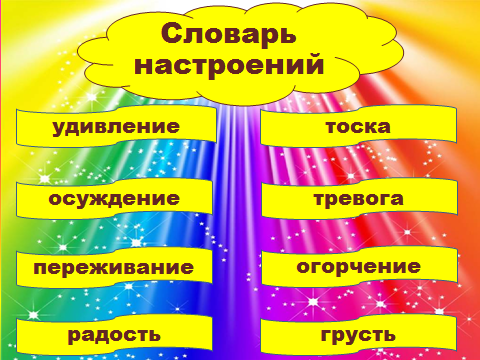 Словарь
настроений
удивление
тоска
осуждение
тревога
переживание
огорчение
радость
грусть